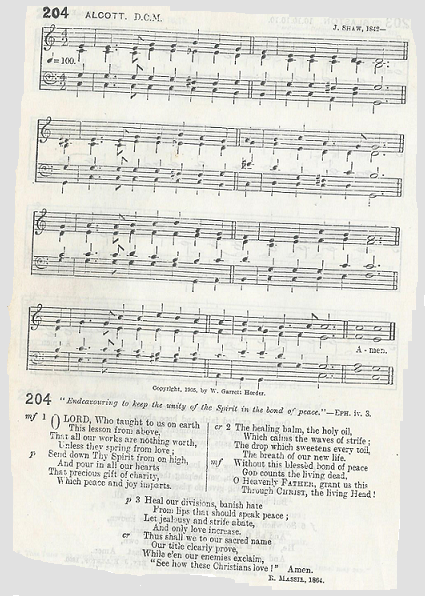 204 ALCOTT. D.C.M.
J. SHAW, 1842—
= 100.
A - men.
Copyright, 1905, by W. Garrett Horder.
204 "Endeavouring to keep the unity of the Spirit in the bond of peace."—EPH. iv. 3.
mf 1 O LORD, Who taught to us on earth
This lesson from above,
That all our works are nothing worth,
Unless they spring from love;
p Send down Thy Spirit from on high,
And pour in all our hearts
That precious gift of charity,
Which peace and joy imparts.
cr 2 The healing balm, the holy oil,
Which calms the waves of strife;
The drop which sweetens every toil,
The breath of our new life.
mf Without this blessèd bond of peace
God counts the living dead,
O Heavenly FATHER, grant us this
Through CHRIST, the living Head!
p 3 Heal our divisions, banish hate
From lips that should speak peace;
Let jealousy and strife abate,
And only love increase.
cr Thus shall we to our sacred name
Our title clearly prove,
While e'en our enemies exclaim,
"See how these Christians love!" Amen.
R. MASSIE, 1864.